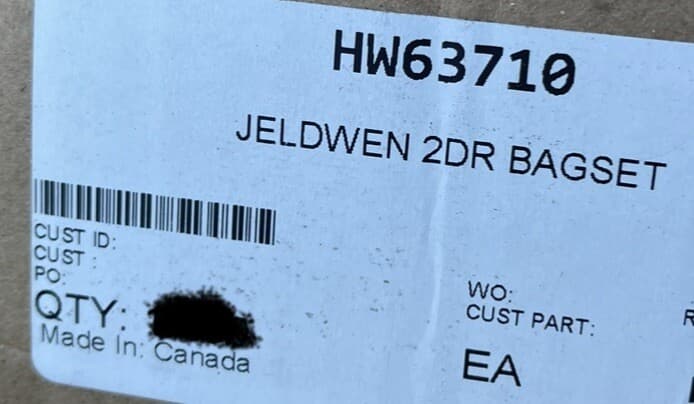 HW63710
JELDWEN 2DR BAGSET
CUST ID:
CUST :
PO:
QTY:
Made In: Canada
WO:
CUST PART:
EA